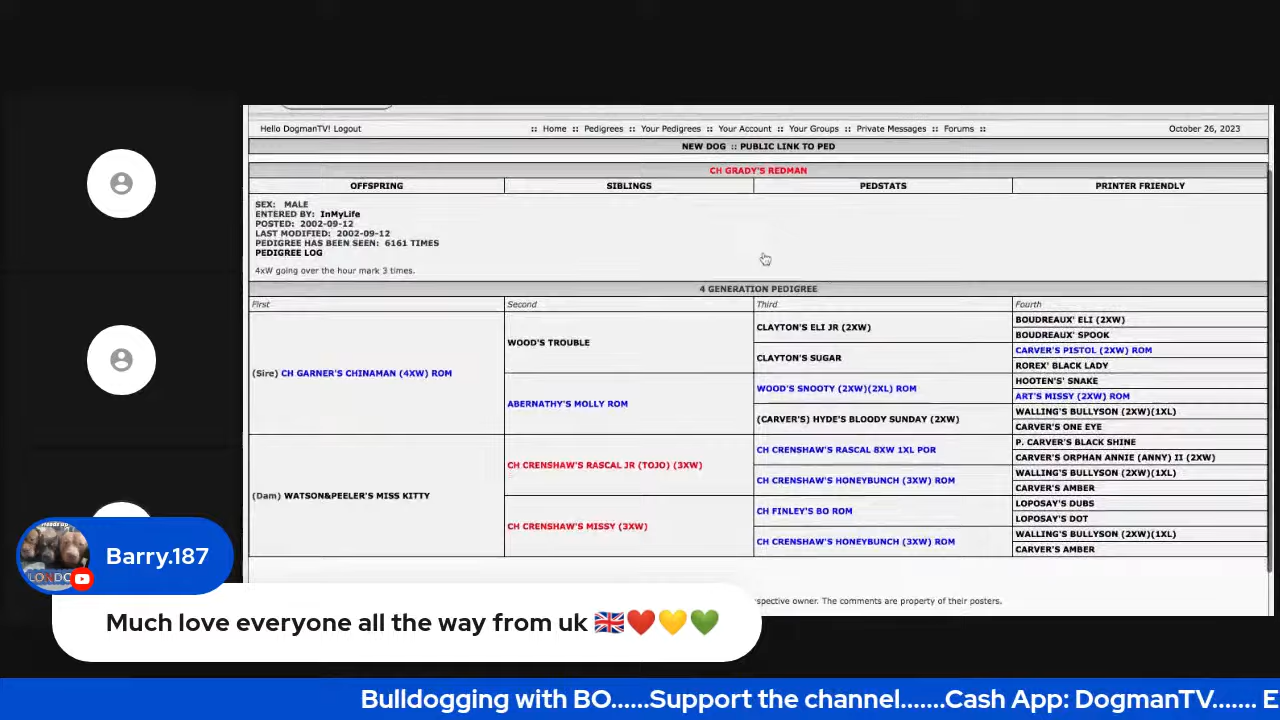 Hello DogmanTV! Logout
:: Home :: Pedigrees :: Your Pedigrees :: Your Account :: Your Groups :: Private Messages :: Forums ::
October 26, 2023
NEW DOG :: PUBLIC LINK TO PED
CH GRADY'S REDMAN
OFFSPRING
SIBLINGS
PEDSTATS
PRINTER FRIENDLY
SEX: MALE
ENTERED BY: InMyLife
POSTED: 2002-09-12
LAST MODIFIED: 2002-09-12
PEDIGREE HAS BEEN SEEN: 6161 TIMES
PEDIGREE LOG
4xW going over the hour mark 3 times.
4 GENERATION PEDIGREE
First
Second
Third
Fourth
(Sire) CH GARNER'S CHINAMAN (4XW) ROM
WOOD'S TROUBLE
CLAYTON'S ELI JR (2XW)
BOUDREAUX' ELI (2XW)
BOUDREAUX' SPOOK
CLAYTON'S SUGAR
CARVER'S PISTOL (2XW) ROM
ROREX' BLACK LADY
ABERNATHY'S MOLLY ROM
WOOD'S SNOOTY (2XW)(2XL) ROM
HOOTEN'S' SNAKE
ART'S MISSY (2XW) ROM
(CARVER'S) HYDE'S BLOODY SUNDAY (2XW)
WALLING'S BULLYSON (2XW)(1XL)
CARVER'S ONE EYE
(Dam) WATSON&PEELER'S MISS KITTY
CH CRENSHAW'S RASCAL JR (TOJO) (3XW)
CH CRENSHAW'S RASCAL 8XW 1XL POR
P. CARVER'S BLACK SHINE
CARVER'S ORPHAN ANNIE (ANNY) II (2XW)
CH CRENSHAW'S HONEYBUNCH (3XW) ROM
WALLING'S BULLYSON (2XW)(1XL)
CARVER'S AMBER
CH CRENSHAW'S MISSY (3XW)
CH FINLEY'S BO ROM
LOPOSAY'S DUBS
LOPOSAY'S DOT
CH CRENSHAW'S HONEYBUNCH (3XW) ROM
WALLING'S BULLYSON (2XW)(1XL)
CARVER'S AMBER
spective owner. The comments are property of their posters.
Barry.187
Much love everyone all the way from uk 🇬🇧❤️💛💚
Bulldogging with BO......Support the channel.......Cash App: DogmanTV....... E